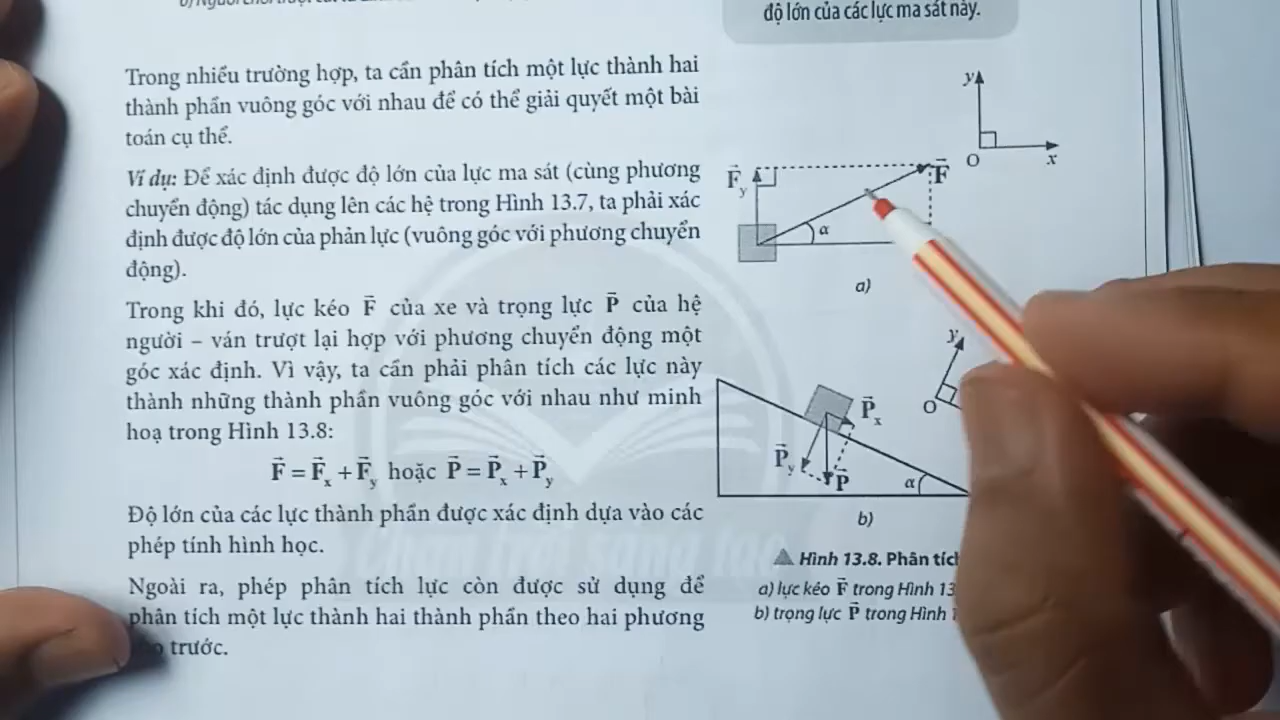 độ lớn của các lực ma sát này.
Trong nhiều trường hợp, ta cần phân tích một lực thành hai
thành phần vuông góc với nhau để có thể giải quyết một bài
toán cụ thể.
Ví dụ: Để xác định được độ lớn của lực ma sát (cùng phương
chuyển động) tác dụng lên các hệ trong Hình 13.7, ta phải xác
định được độ lớn của phản lực (vuông góc với phương chuyển
động).
Trong khi đó, lực kéo F⃗ của xe và trọng lực P⃗ của hệ
người – ván trượt lại hợp với phương chuyển động một
góc xác định. Vì vậy, ta cần phải phân tích các lực này
thành những thành phần vuông góc với nhau như minh
hoạ trong Hình 13.8:
F⃗ = F⃗x + F⃗y hoặc P⃗ = P⃗x + P⃗y
Độ lớn của các lực thành phần được xác định dựa vào các
phép tính hình học.
Ngoài ra, phép phân tích lực còn được sử dụng để
phân tích một lực thành hai thành phần theo hai phương
trước.
y
O x
F⃗y F⃗
α
a)
y
O
P⃗x
P⃗y P⃗ α
b)
Hình 13.8. Phân tích
a) lực kéo F⃗ trong Hình 13
b) trọng lực P⃗ trong Hình
Chân trời sáng tạo